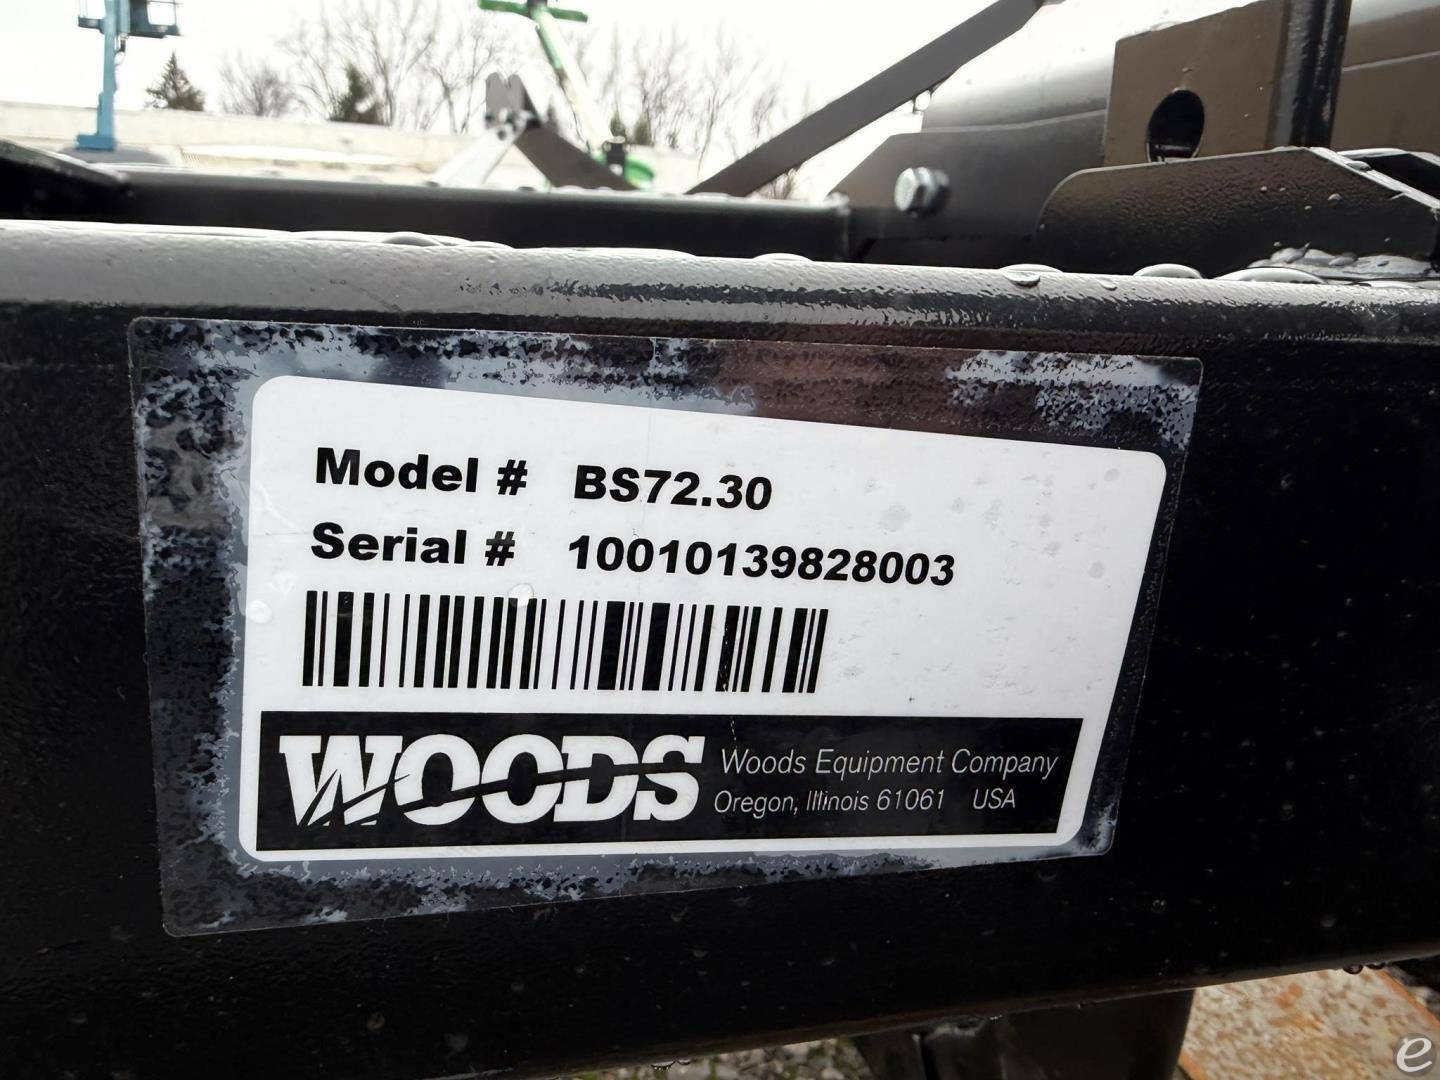 Model # BS72.30
Serial # 10010139828003
WOODS
Woods Equipment Company
Oregon, Illinois 61061 USA
e